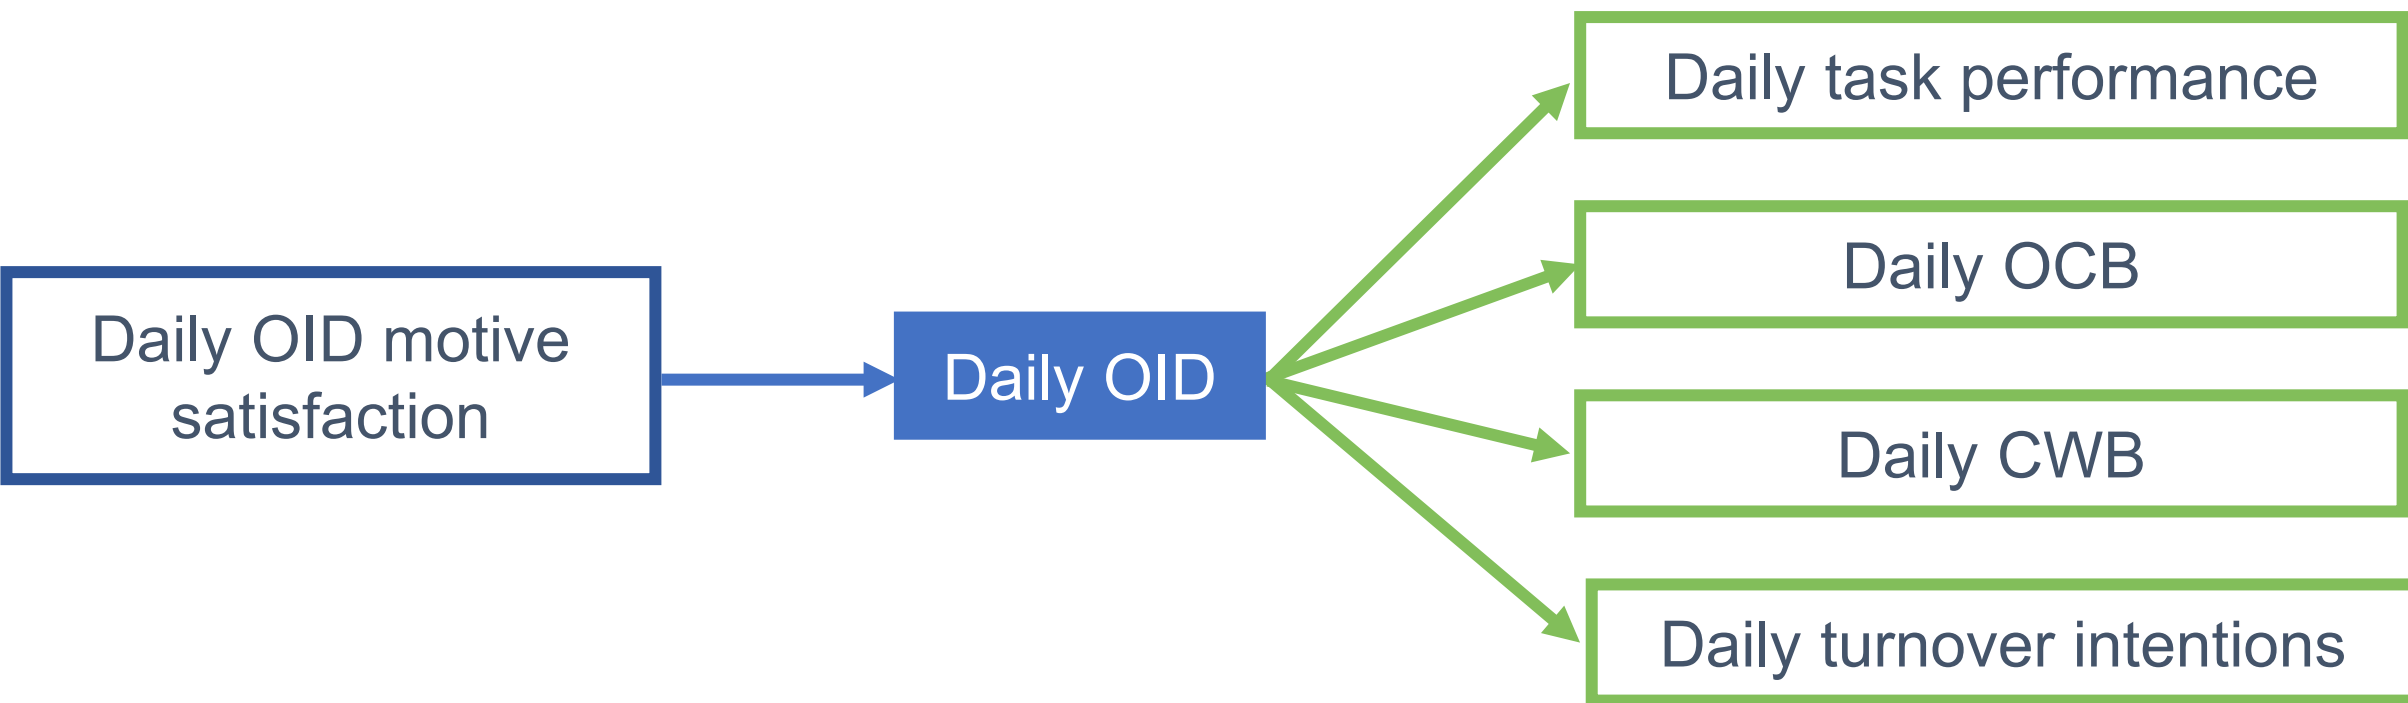 Daily OID motive
satisfaction
Daily OID
Daily task performance
Daily OCB
Daily CWB
Daily turnover intentions